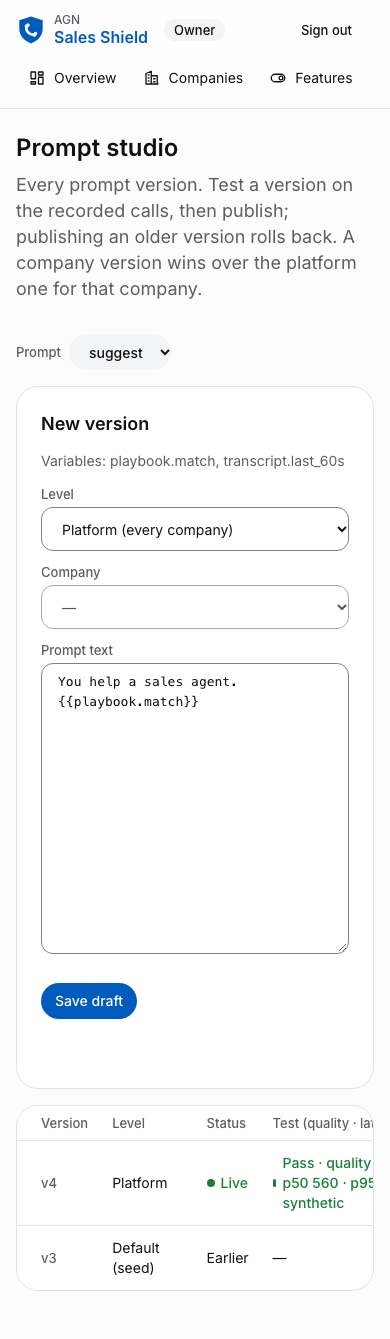 AGN
Sales Shield
Owner
Sign out
Overview
Companies
Features
Prompt studio
Every prompt version. Test a version on
the recorded calls, then publish;
publishing an older version rolls back. A
company version wins over the platform
one for that company.
Prompt
suggest
New version
Variables: playbook.match, transcript.last_60s
Level
Platform (every company)
Company
—
Prompt text
You help a sales agent.
{{playbook.match}}
Save draft
Version Level Status Test (quality ·
v4 Platform Live Pass · quality
p50 560 · p95
synthetic
v3 Default
(seed) Earlier —